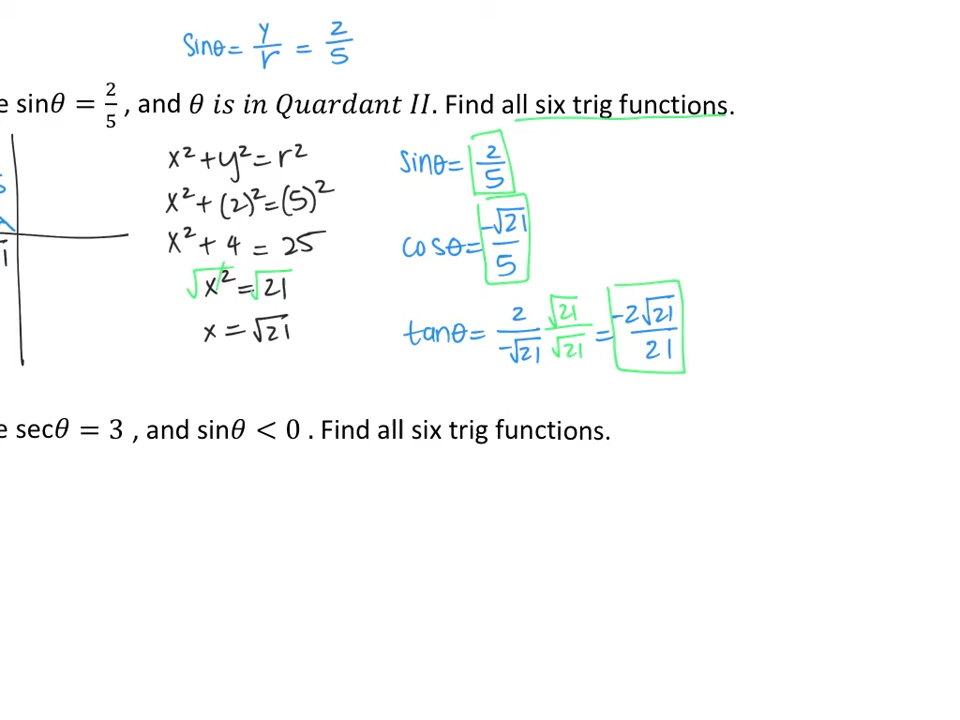 sinθ = y/r = 2/5
e sinθ = 2/5 , and θ is in Quardant II. Find all six trig functions.
x² + y² = r²
x² + (2)² = (5)²
x² + 4 = 25
√x² = √21
x = √21
sinθ = 2/5
cosθ = -√21/5
tanθ = 2/-√21 √21/√21 = -2√21/21
e secθ = 3 , and sinθ < 0 . Find all six trig functions.